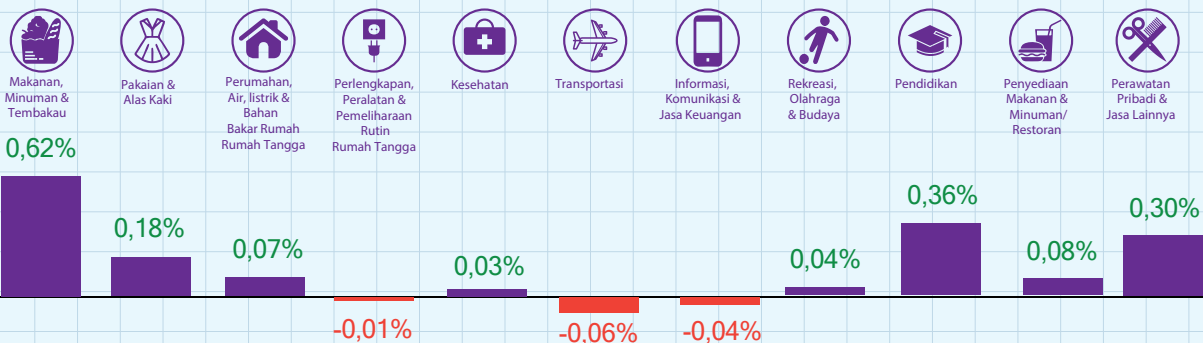 Makanan,
Minuman &
Tembakau
Pakaian &
Alas Kaki
Perumahan,
Air, listrik &
Bahan
Bakar Rumah
Rumah Tangga
Perlengkapan,
Peralatan &
Pemeliharaan
Rutin
Rumah Tangga
Kesehatan
Transportasi
Informasi,
Komunikasi &
Jasa Keuangan
Rekreasi,
Olahraga
& Budaya
Pendidikan
Penyediaan
Makanan &
Minuman/
Restoran
Perawatan
Pribadi &
Jasa Lainnya
0,62%
0,18%
0,07%
-0,01%
0,03%
-0,06%
-0,04%
0,04%
0,36%
0,08%
0,30%